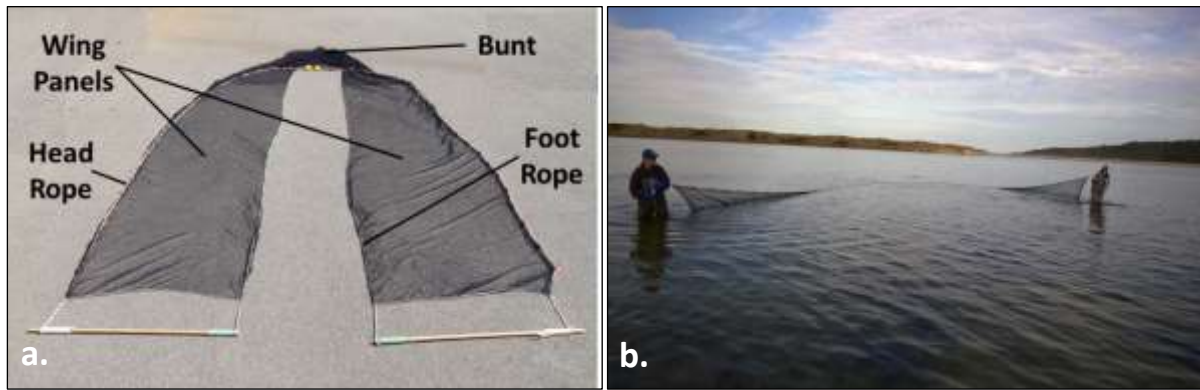 Wing
Panels
Bunt
Head
Rope
Foot
Rope
a.
b.